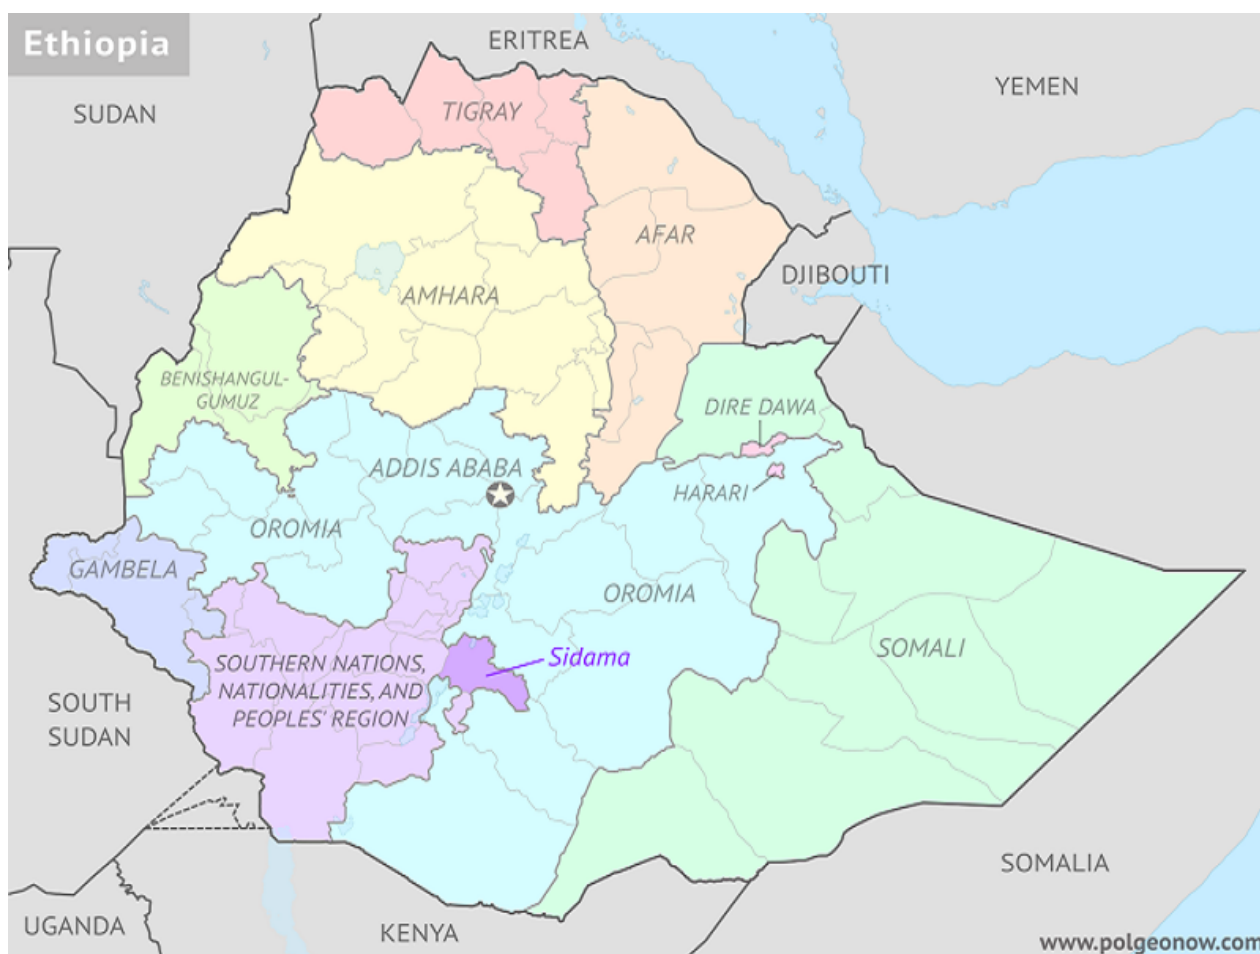 Ethiopia
ERITREA
YEMEN
SUDAN
TIGRAY
AFAR
DJIBOUTI
AMHARA
BENISHANGUL-
GUMUZ
DIRE DAWA
ADDIS ABABA
HARARI
OROMIA
GAMBELA
OROMIA
SOMALI
Sidama
SOUTHERN NATIONS,
NATIONALITIES, AND
PEOPLES' REGION
SOUTH
SUDAN
SOMALIA
UGANDA
KENYA
www.polgeonow.com